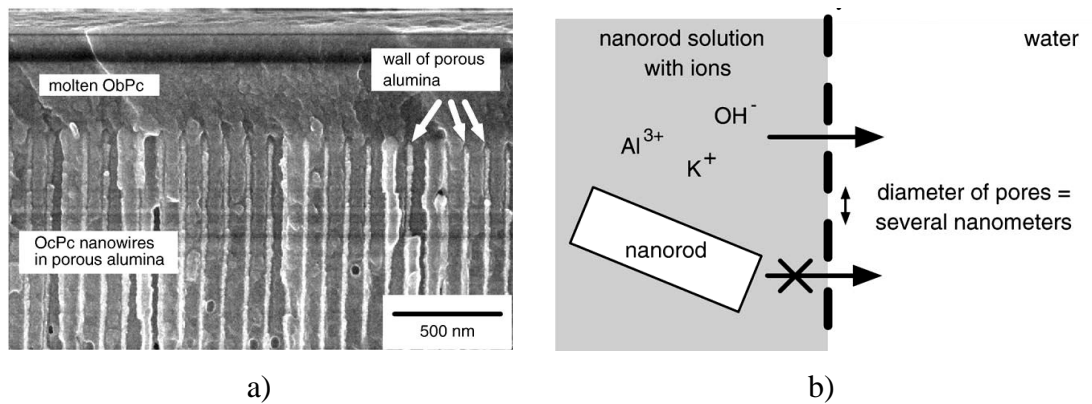 molten ObPc
wall of porous
alumina
OcPc nanowires
in porous alumina
500 nm
a)
nanorod solution
with ions
water
OH-
Al3+
K+
nanorod
diameter of pores =
several nanometers
b)